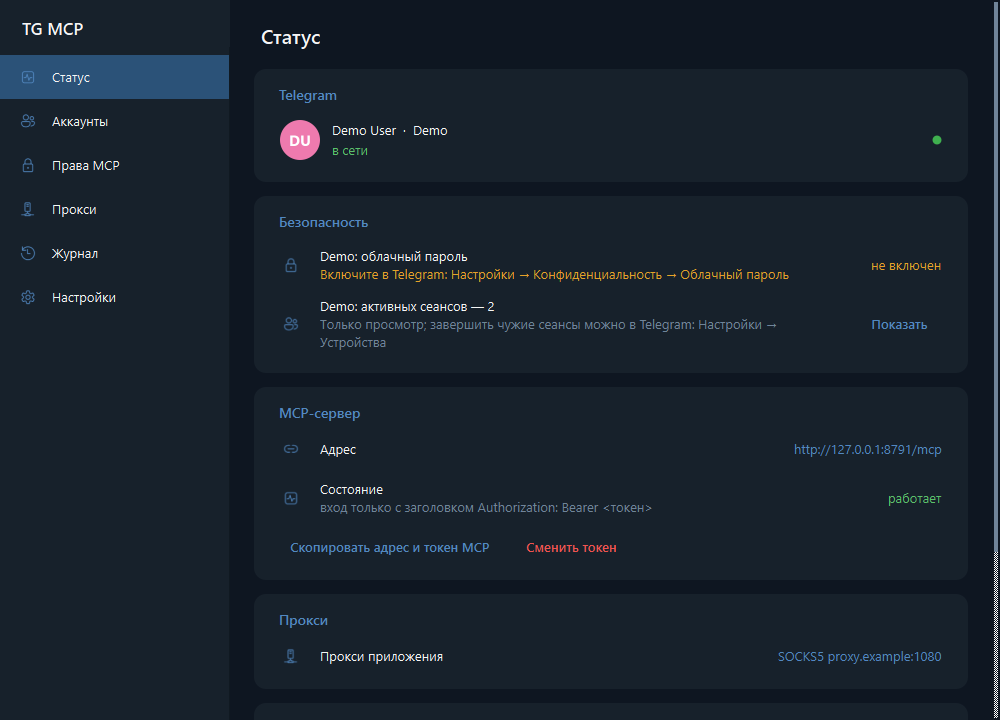 TG MCP
Статус
Аккаунты
Права MCP
Прокси
Журнал
Настройки
Статус
Telegram
DU
Demo User · Demo
в сети
Безопасность
Demo: облачный пароль
Включите в Telegram: Настройки → Конфиденциальность → Облачный пароль
не включен
Demo: активных сеансов — 2
Только просмотр; завершить чужие сеансы можно в Telegram: Настройки →
Устройства
Показать
MCP-сервер
Адрес
http://127.0.0.1:8791/mcp
Состояние
вход только с заголовком Authorization: Bearer <токен>
работает
Скопировать адрес и токен MCP
Сменить токен
Прокси
Прокси приложения
SOCKS5 proxy.example:1080